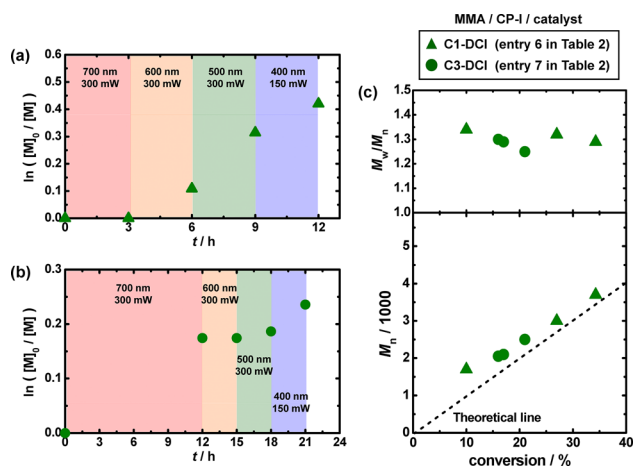 MMA / CP-I / catalyst
C1-DCI (entry 6 in Table 2)
C3-DCI (entry 7 in Table 2)
(a)
0.6
0.5
0.4
0.3
0.2
0.1
0.0
ln ( [M]0 / [M])
700 nm
300 mW
600 nm
300 mW
500 nm
300 mW
400 nm
150 mW
0 3 6 9 12
t / h
(b)
0.3
0.2
0.1
0.0
ln ( [M]0 / [M])
700 nm
300 mW
600 nm
300 mW
500 nm
300 mW
400 nm
150 mW
0 3 6 9 12 15 18 21 24
t / h
(c)
1.5
1.4
1.3
1.2
1.1
1.0
Mw/Mn
5
4
3
2
1
0
Mn / 1000
Theoretical line
0 10 20 30 40
conversion / %